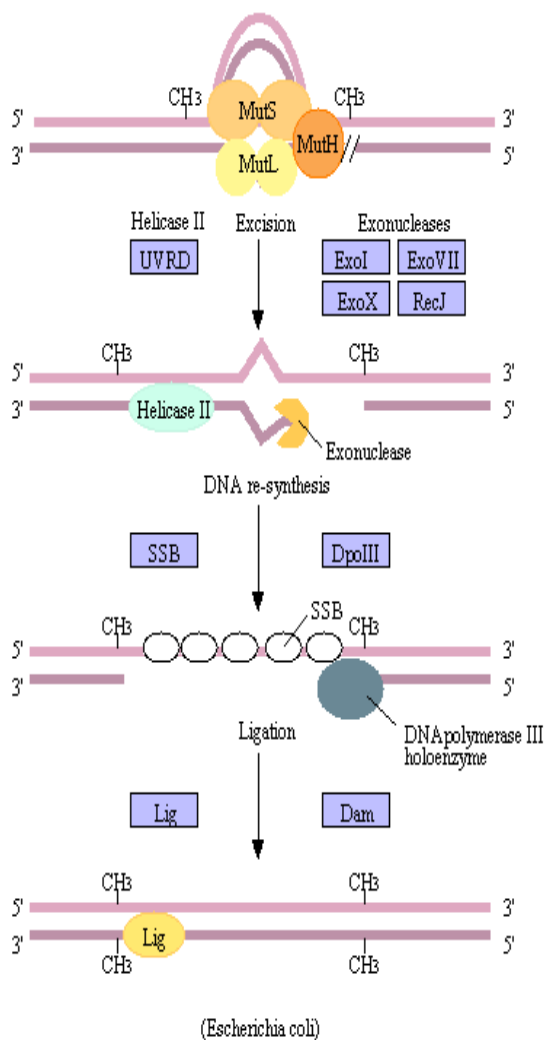 CH3 MutS CH3
5' 3'
3' MutL MutH 5'
Helicase II Excision Exonucleases
UVRD ExoI ExoVII
ExoX RecJ
CH3 CH3
5' 3'
3' Helicase II 5'
Exonuclease
DNA re-synthesis
SSB DpoIII
SSB
CH3 CH3
5' 3'
3' 5'
DNA polymerase III
holoenzyme
Ligation
Lig Dam
CH3 CH3
5' 3'
3' Lig 5'
CH3 CH3
(Escherichia coli)